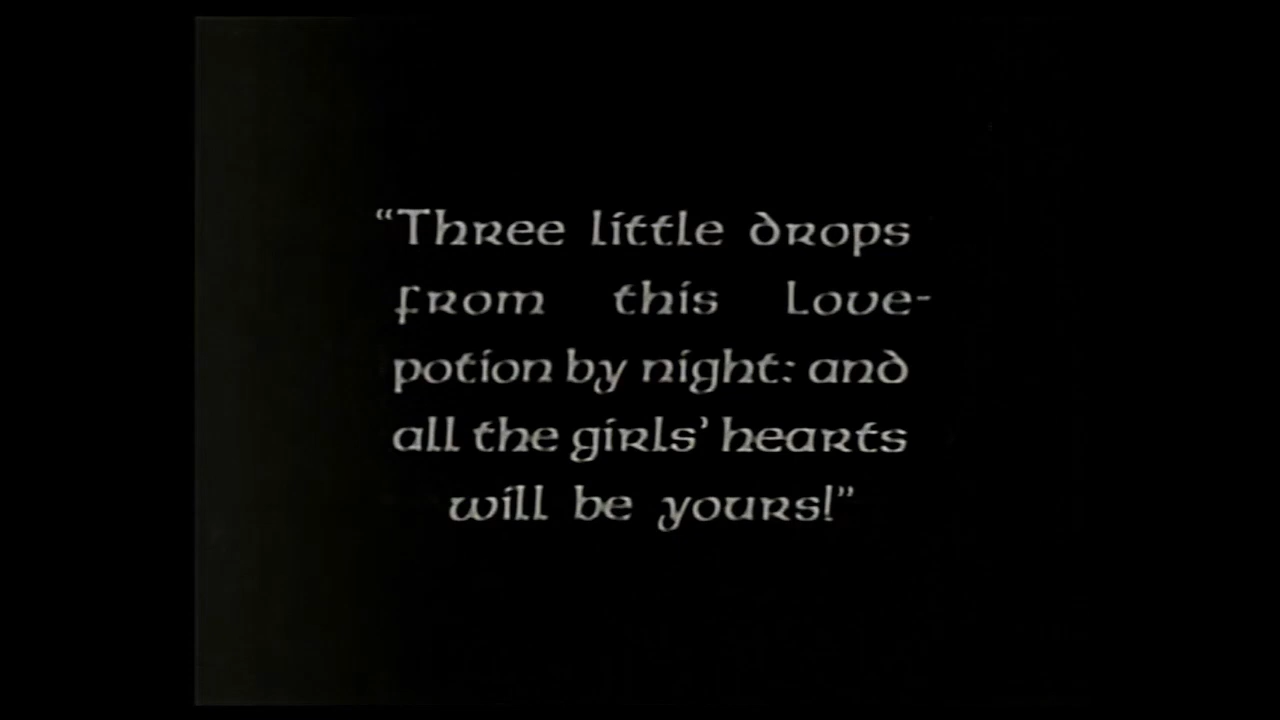 “Three little drops
from this Love-
potion by night: and
all the girls’ hearts
will be yours!”